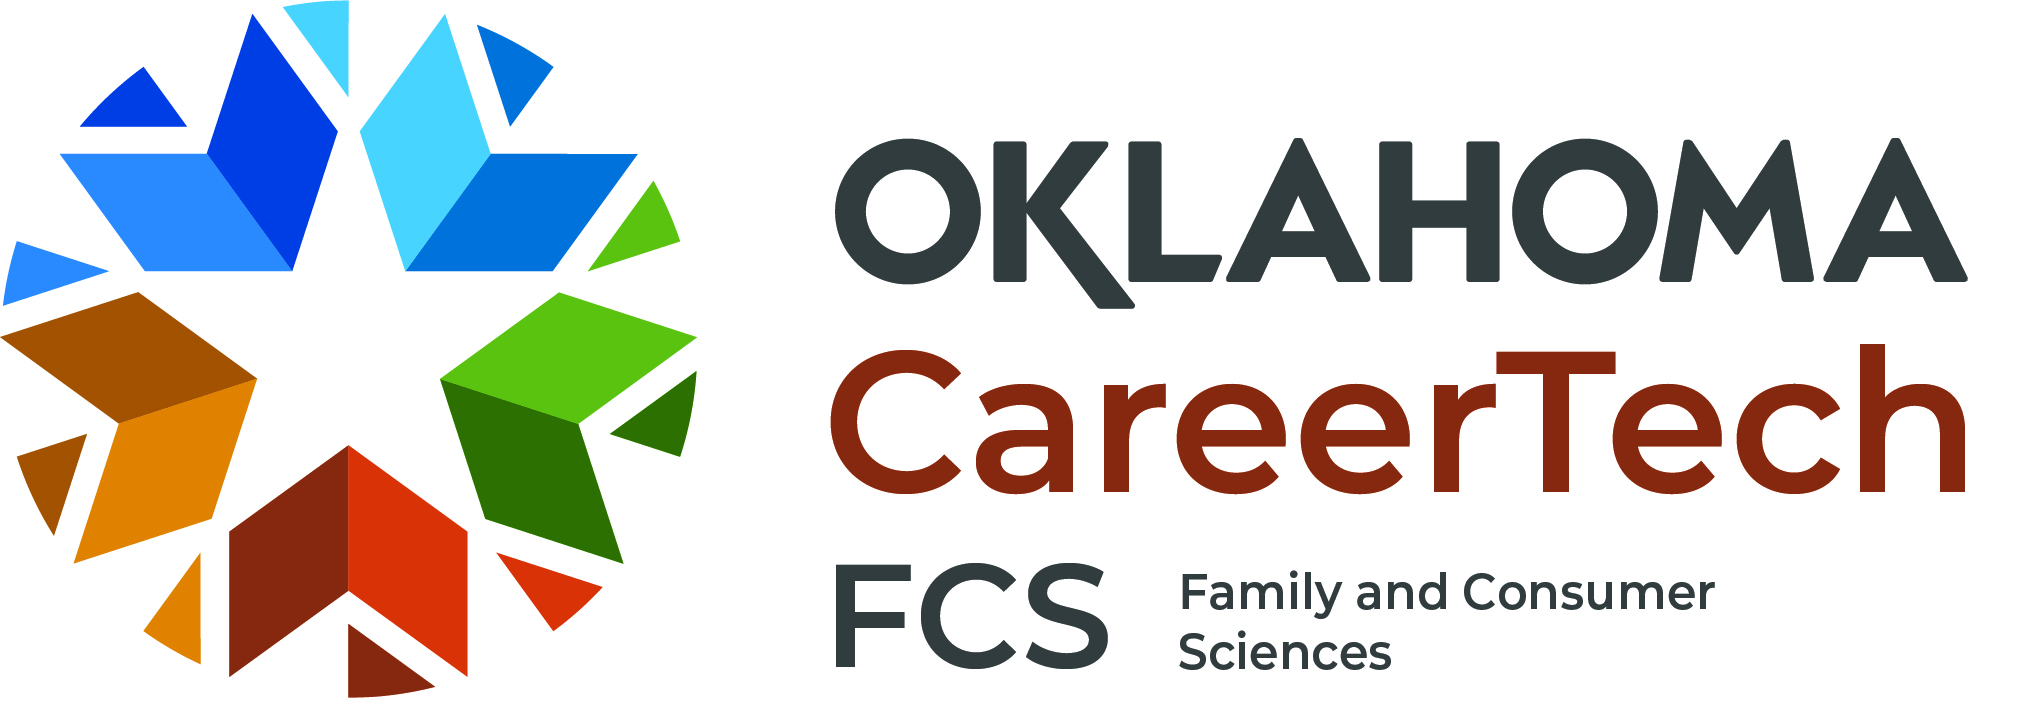 OKLAHOMA
CareerTech
FCS
Family and Consumer
Sciences